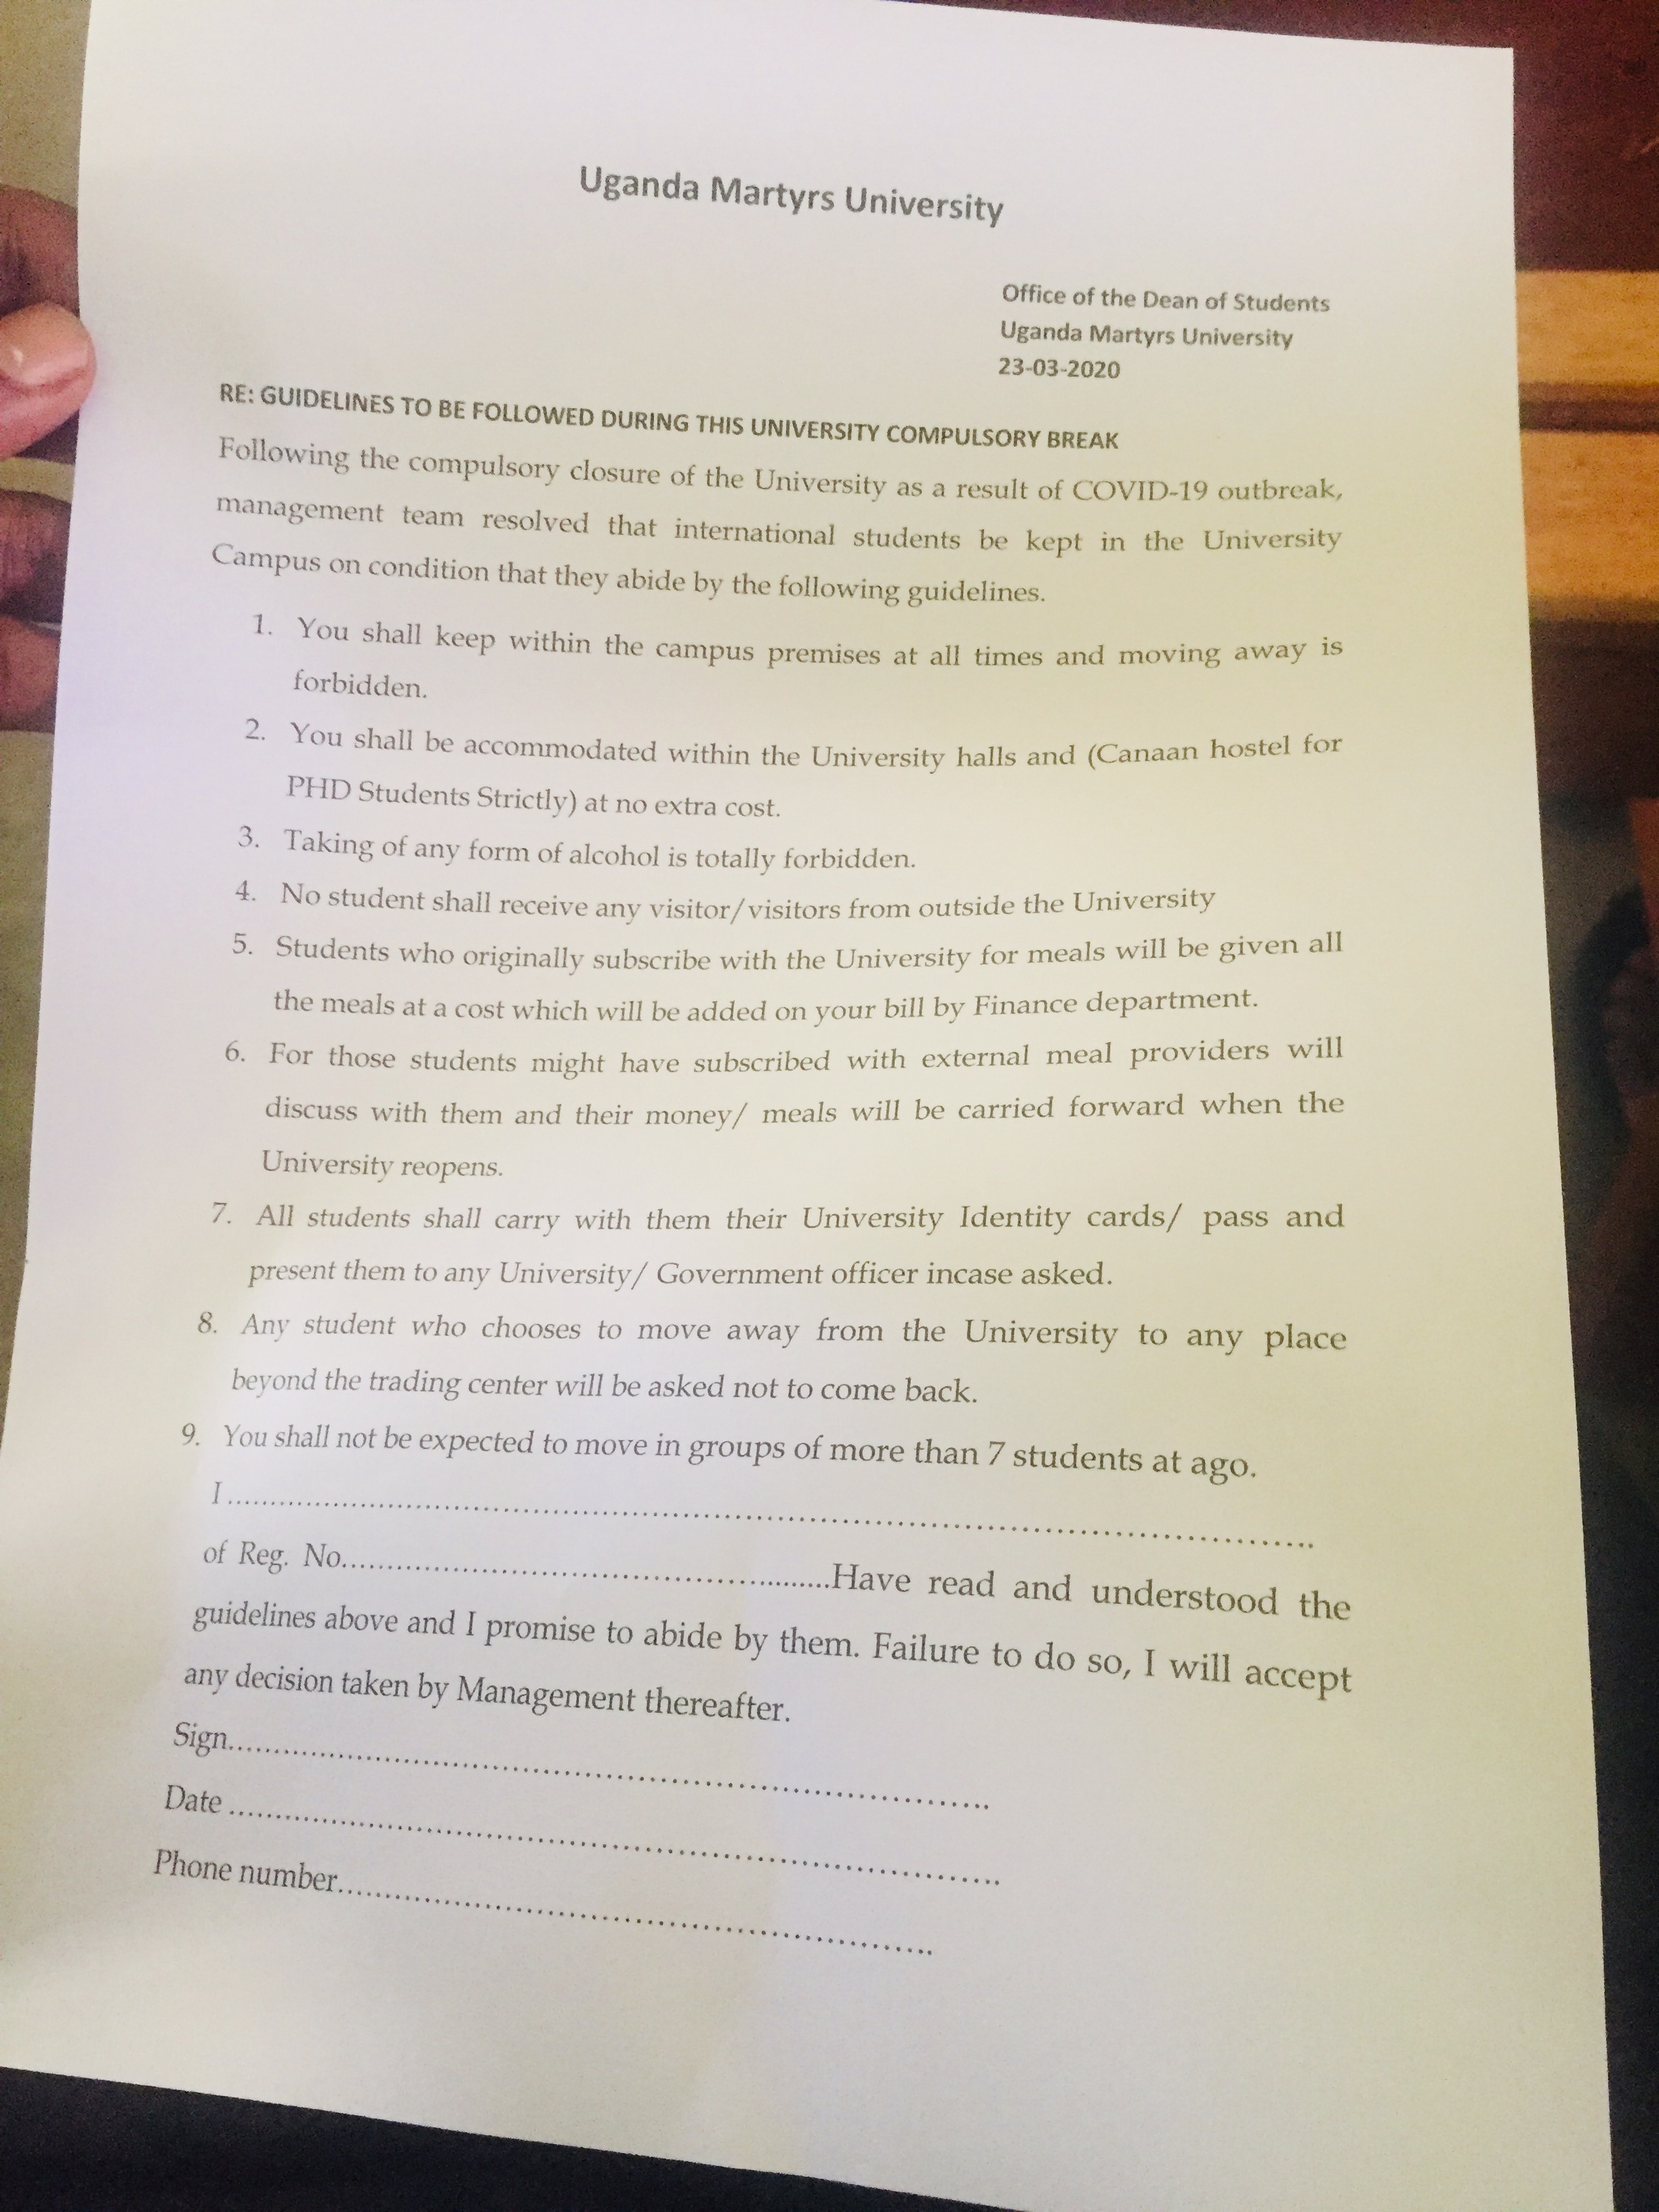 Uganda Martyrs University
Office of the Dean of Students
Uganda Martyrs University
23-03-2020
RE: GUIDELINES TO BE FOLLOWED DURING THIS UNIVERSITY COMPULSORY BREAK
Following the compulsory closure of the University as a result of COVID-19 outbreak,
management team resolved that international students be kept in the University
Campus on condition that they abide by the following guidelines.
1. You shall keep within the campus premises at all times and moving away is
forbidden.
2. You shall be accommodated within the University halls and (Canaan hostel for
PHD Students Strictly) at no extra cost.
3. Taking of any form of alcohol is totally forbidden.
4. No student shall receive any visitor/visitors from outside the University
5. Students who originally subscribe with the University for meals will be given all
the meals at a cost which will be added on your bill by Finance department.
6. For those students might have subscribed with external meal providers will
discuss with them and their money/ meals will be carried forward when the
University reopens.
7. All students shall carry with them their University Identity cards/ pass and
present them to any University/ Government officer incase asked.
8. Any student who chooses to move away from the University to any place
beyond the trading center will be asked not to come back.
9. You shall not be expected to move in groups of more than 7 students at ago.
I..........................................................................................................
of Reg. No......................................................Have read and understood the
guidelines above and I promise to abide by them. Failure to do so, I will accept
any decision taken by Management thereafter.
Sign..............................................................................
Date ..............................................................................
Phone number............................................................